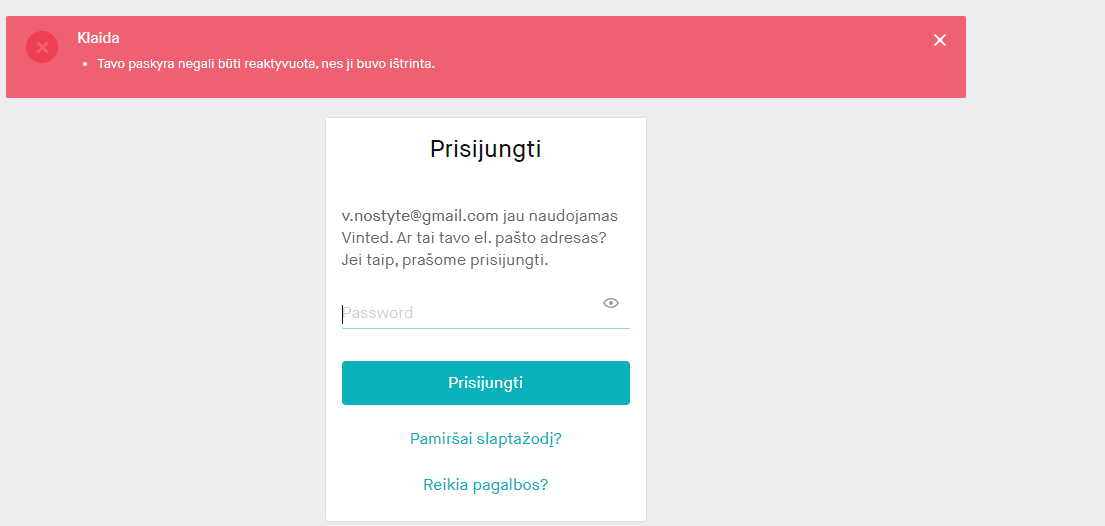 Klaida
Tavo paskyra negali būti reaktyvuota, nes ji buvo ištrinta.
Prisijungti
v.nostyte@gmail.com jau naudojamas
Vinted. Ar tai tavo el. pašto adresas?
Jei taip, prašome prisijungti.
Password
Prisijungti
Pamiršai slaptažodį?
Reikia pagalbos?